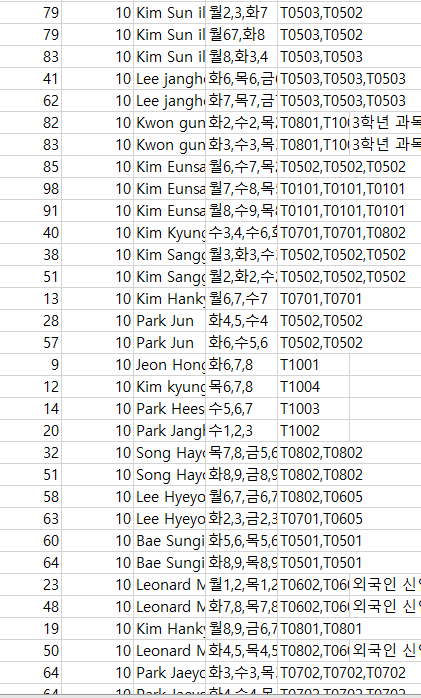 79 10 Kim Sun il 월2,3,화7 T0503,T0502
79 10 Kim Sun il 월67,화8 T0503,T0502
83 10 Kim Sun il 월8,화3,4 T0503,T0503
41 10 Lee jangh 화6,목6,금 T0503,T0503,T0503
62 10 Lee jangh 화7,목7,금 T0503,T0503,T0503
82 10 Kwon gun 화2,수2,목 T0801,T10 3학년 과목
83 10 Kwon gun 화3,수3,목 T0801,T10 3학년 과목
85 10 Kim Eunsa 월6,수7,목 T0502,T0502,T0502
98 10 Kim Eunsa 월7,수8,목 T0101,T0101,T0101
91 10 Kim Eunsa 월8,수9,목 T0101,T0101,T0101
40 10 Kim Kyung 수3,4,수6, T0701,T0701,T0802
38 10 Kim Sangg 월3,화3,수 T0502,T0502,T0502
51 10 Kim Sangg 월2,화2,수 T0502,T0502,T0502
13 10 Kim Hanky 월6,7,수7 T0701,T0701
28 10 Park Jun 화4,5,수4 T0502,T0502
57 10 Park Jun 화6,수5,6 T0502,T0502
9 10 Jeon Hong 화6,7,8 T1001
12 10 Kim kyung 목6,7,8 T1004
14 10 Park Hees 수5,6,7 T1003
20 10 Park Jangl 수1,2,3 T1002
32 10 Song Hayo 목7,8,금5,6 T0802,T0802
51 10 Song Hayo 화8,9,금8,9 T0802,T0802
58 10 Lee Hyeyo 월6,7,금6,7 T0802,T0605
63 10 Lee Hyeyo 화2,3,금2,3 T0701,T0605
60 10 Bae Sungi 화5,6,목5,6 T0501,T0501
64 10 Bae Sungi 화8,9,목8,9 T0501,T0501
23 10 Leonard M 월1,2,목1,2 T0602,T06 외국인 신
48 10 Leonard M 화7,8,목7,8 T0602,T06 외국인 신
19 10 Kim Hanky 월8,9,금6,7 T0801,T0801
50 10 Leonard M 화4,5,목4,5 T0802,T06 외국인 신
64 10 Park Jaeyo 화3,수3,목 T0702,T0702,T0702